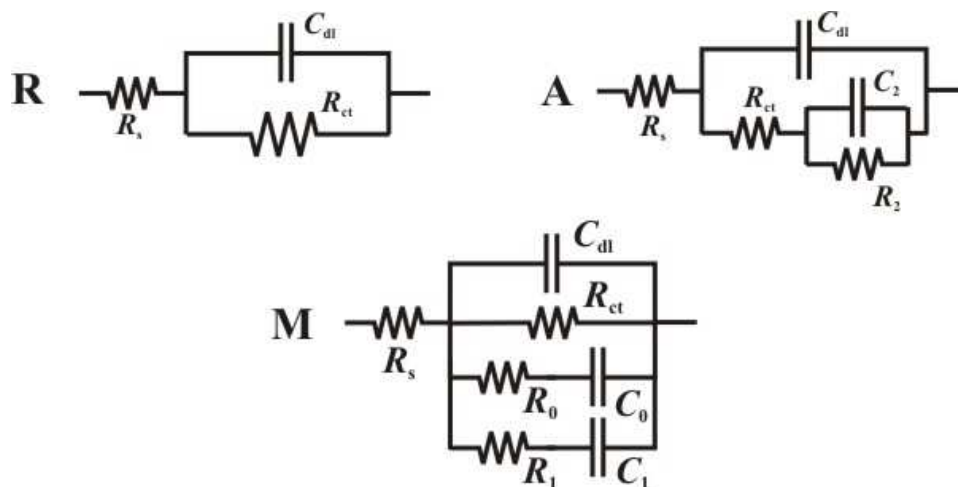 R
C_dl
R_s
R_ct
A
C_dl
R_s
R_ct
C_2
R_2
M
C_dl
R_ct
R_s
R_0
C_0
R_1
C_1